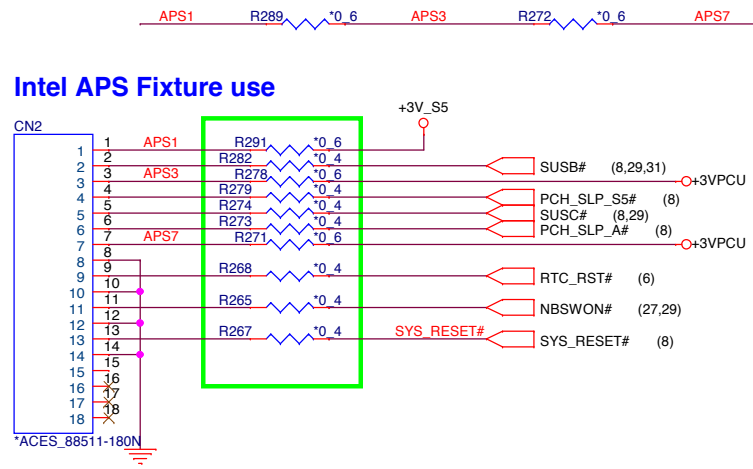 APS1 R289 *0_6 APS3 R272 *0_6 APS7
Intel APS Fixture use
+3V_S5
CN2
1 1 APS1 R291 *0_6
2 2 R282 *0_4 SUSB# (8,29,31)
3 3 APS3 R278 *0_6 +3VPCU
4 4 R279 *0_4 PCH_SLP_S5# (8)
5 5 R274 *0_4 SUSC# (8,29)
6 6 R273 *0_4 PCH_SLP_A# (8)
7 7 APS7 R271 *0_6 +3VPCU
8 8
9 9 R268 *0_4 RTC_RST# (6)
10 10
11 11 R265 *0_4 NBSWON# (27,29)
12 12
13 13 R267 *0_4 SYS_RESET# SYS_RESET# (8)
14 14
15 15
16 16
17 17
18 18
*ACES_88511-180N